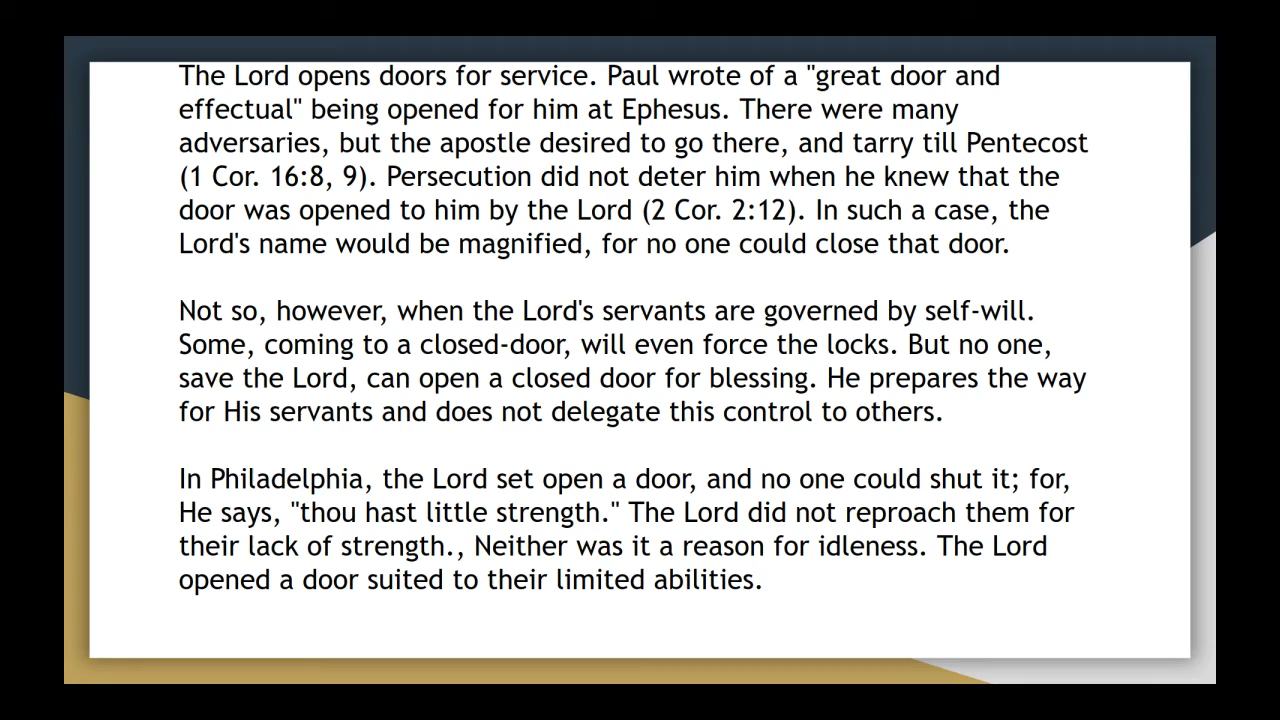 The Lord opens doors for service. Paul wrote of a "great door and
effectual" being opened for him at Ephesus. There were many
adversaries, but the apostle desired to go there, and tarry till Pentecost
(1 Cor. 16:8, 9). Persecution did not deter him when he knew that the
door was opened to him by the Lord (2 Cor. 2:12). In such a case, the
Lord's name would be magnified, for no one could close that door.
Not so, however, when the Lord's servants are governed by self-will.
Some, coming to a closed-door, will even force the locks. But no one,
save the Lord, can open a closed door for blessing. He prepares the way
for His servants and does not delegate this control to others.
In Philadelphia, the Lord set open a door, and no one could shut it; for,
He says, "thou hast little strength." The Lord did not reproach them for
their lack of strength., Neither was it a reason for idleness. The Lord
opened a door suited to their limited abilities.